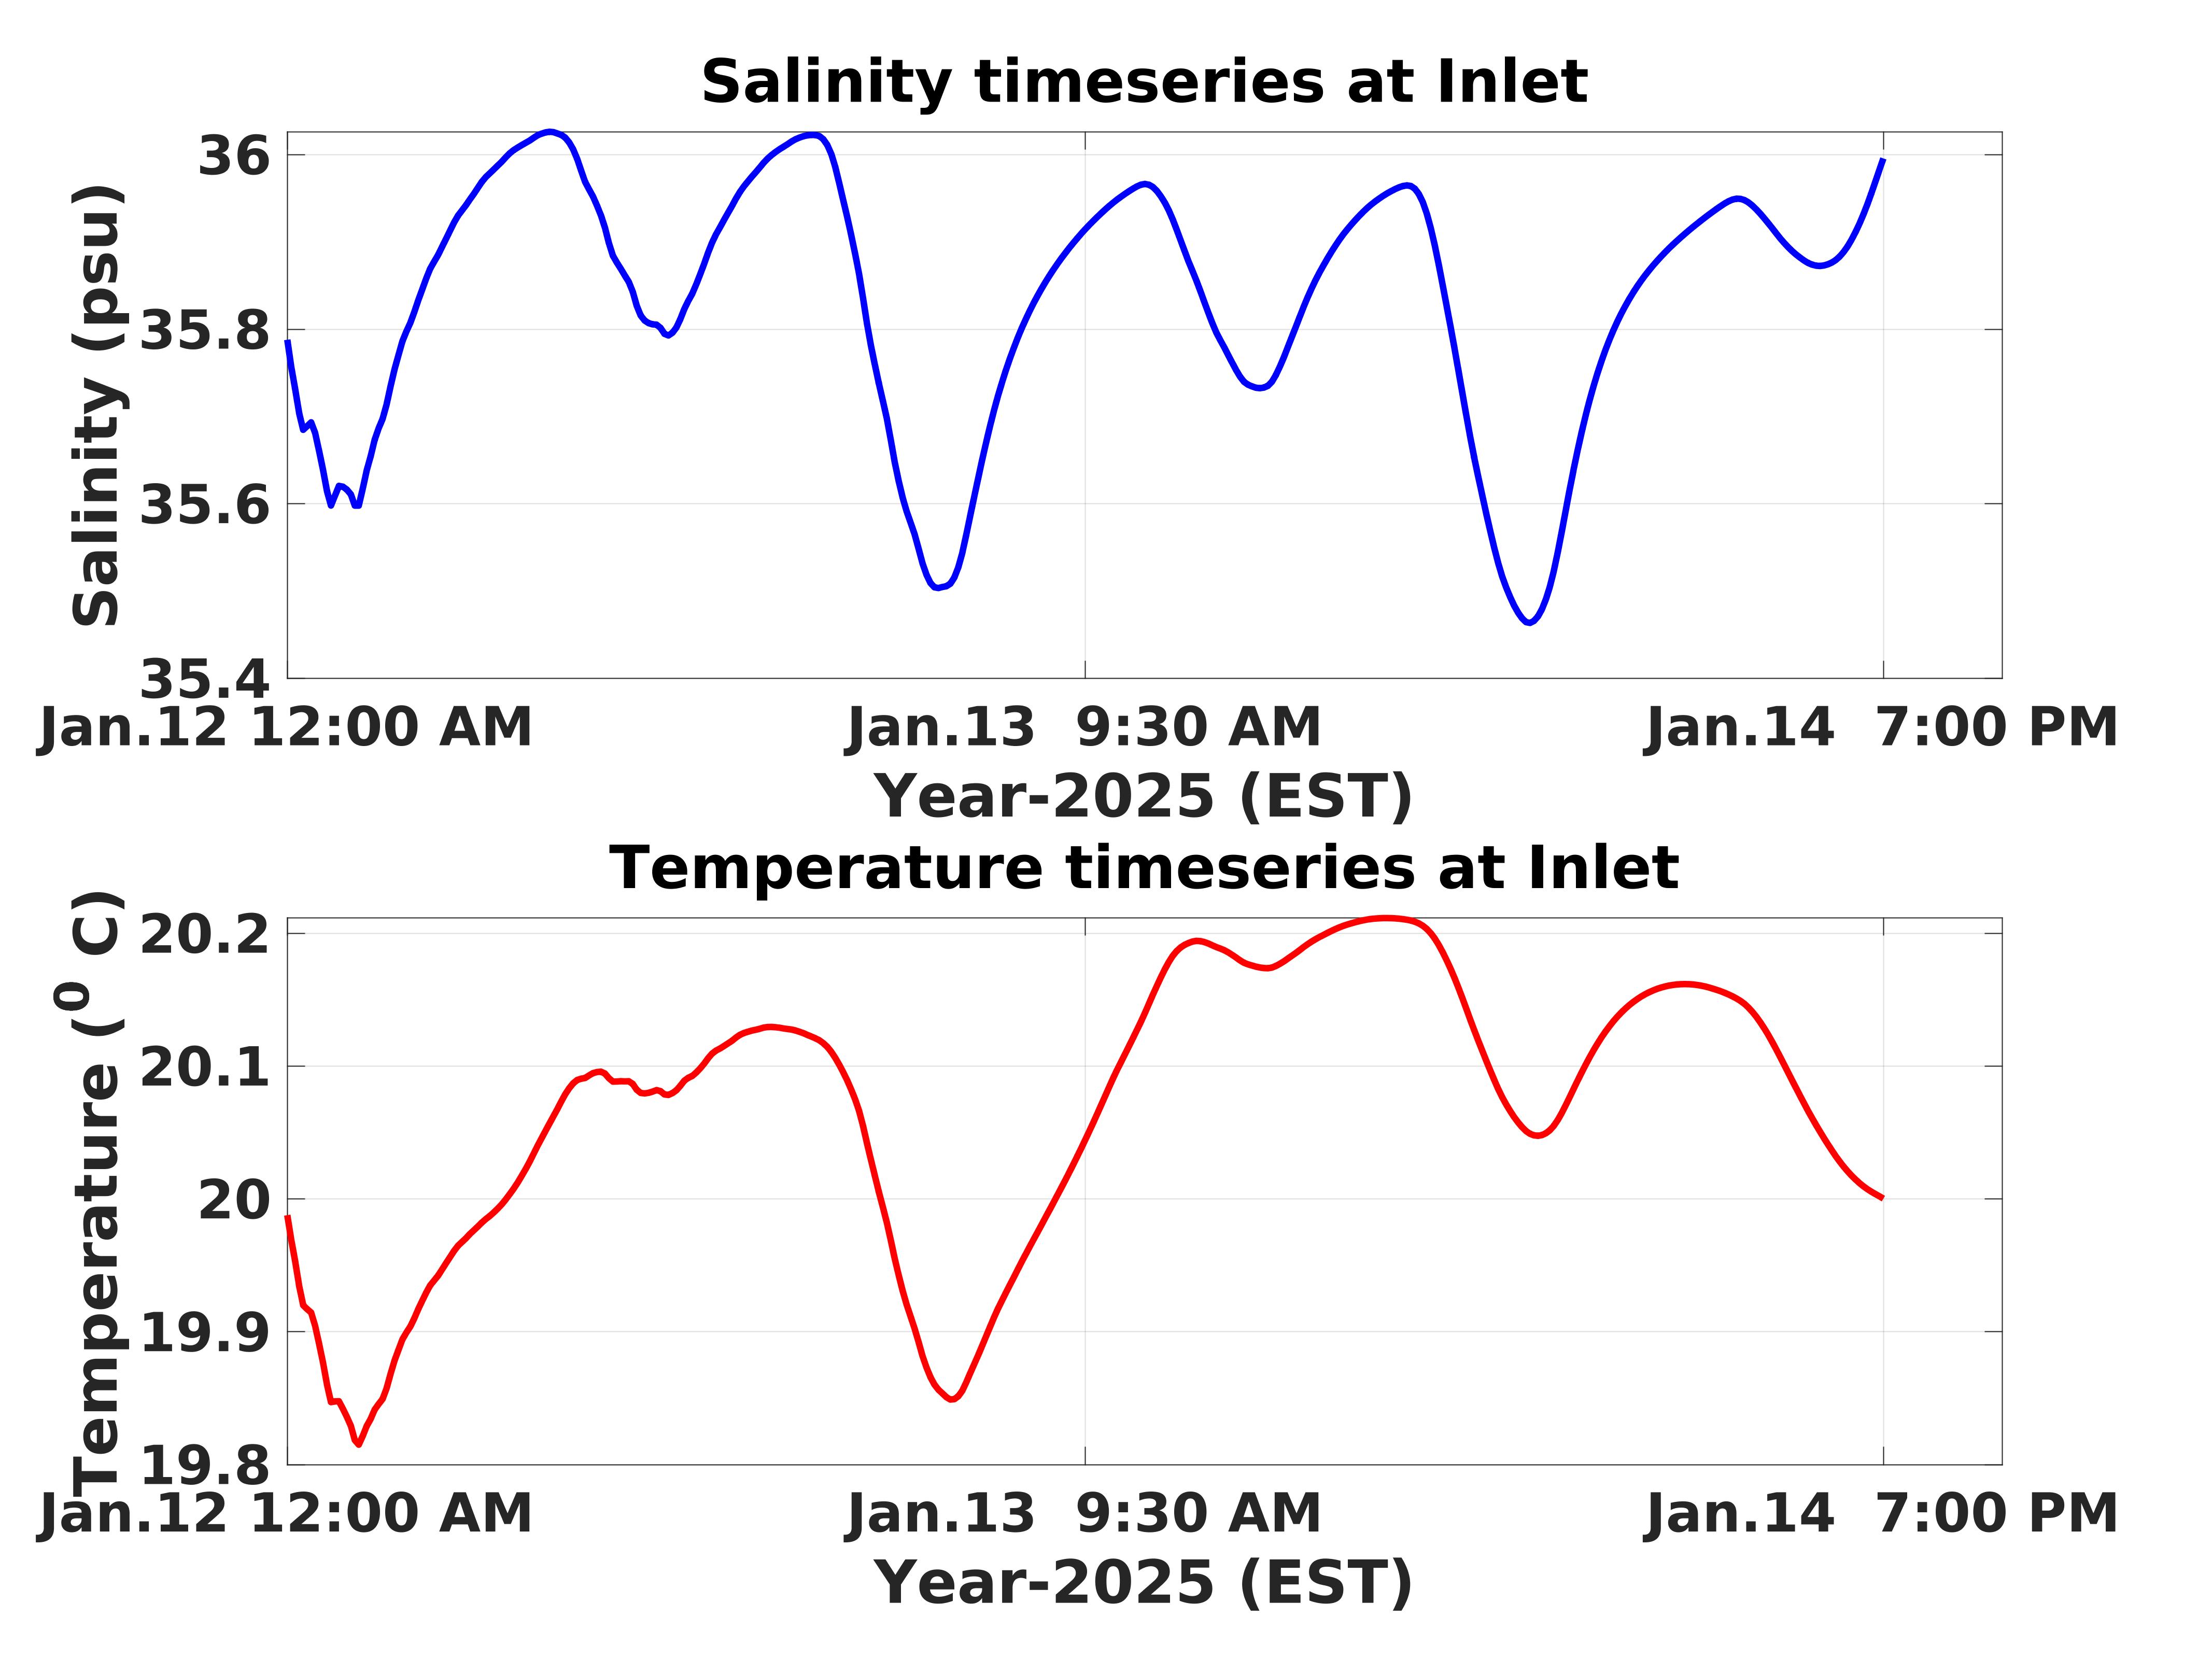 Salinity timeseries at Inlet
Salinity (psu)
36
35.8
35.6
35.4
Jan.12 12:00 AM Jan.13 9:30 AM Jan.14 7:00 PM
Year-2025 (EST)
Temperature timeseries at Inlet
Temperature (⁰ C)
20.2
20.1
20
19.9
19.8
Jan.12 12:00 AM Jan.13 9:30 AM Jan.14 7:00 PM
Year-2025 (EST)